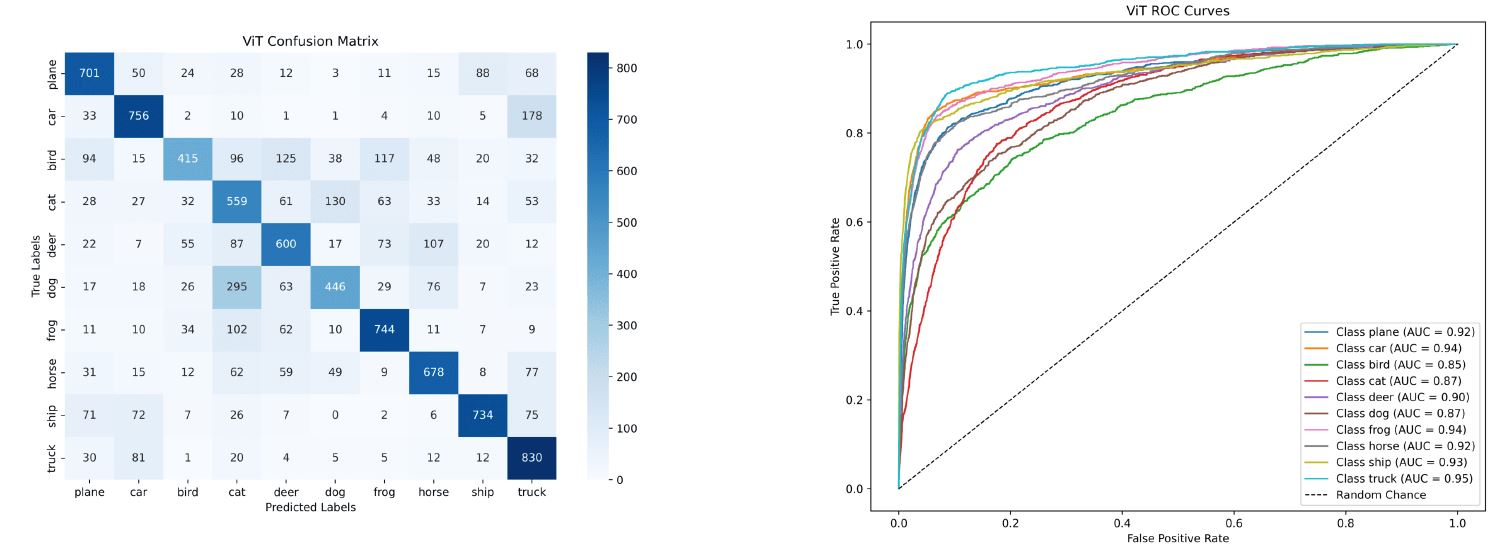 ViT Confusion Matrix
True Labels
plane 701 50 24 28 12 3 11 15 88 68
car 33 756 2 10 1 1 4 10 5 178
bird 94 15 415 96 125 38 117 48 20 32
cat 28 27 32 559 61 130 63 33 14 53
deer 22 7 55 87 600 17 73 107 20 12
dog 17 18 26 295 63 446 29 76 7 23
frog 11 10 34 102 62 10 744 11 7 9
horse 31 15 12 62 59 49 9 678 8 77
ship 71 72 7 26 7 0 2 6 734 75
truck 30 81 1 20 4 5 5 12 12 830
plane car bird cat deer dog frog horse ship truck
Predicted Labels
800
700
600
500
400
300
200
100
0
ViT ROC Curves
True Positive Rate
1.0
0.8
0.6
0.4
0.2
0.0
Class plane (AUC = 0.92)
Class car (AUC = 0.94)
Class bird (AUC = 0.85)
Class cat (AUC = 0.87)
Class deer (AUC = 0.90)
Class dog (AUC = 0.87)
Class frog (AUC = 0.94)
Class horse (AUC = 0.92)
Class ship (AUC = 0.93)
Class truck (AUC = 0.95)
Random Chance
0.0 0.2 0.4 0.6 0.8 1.0
False Positive Rate